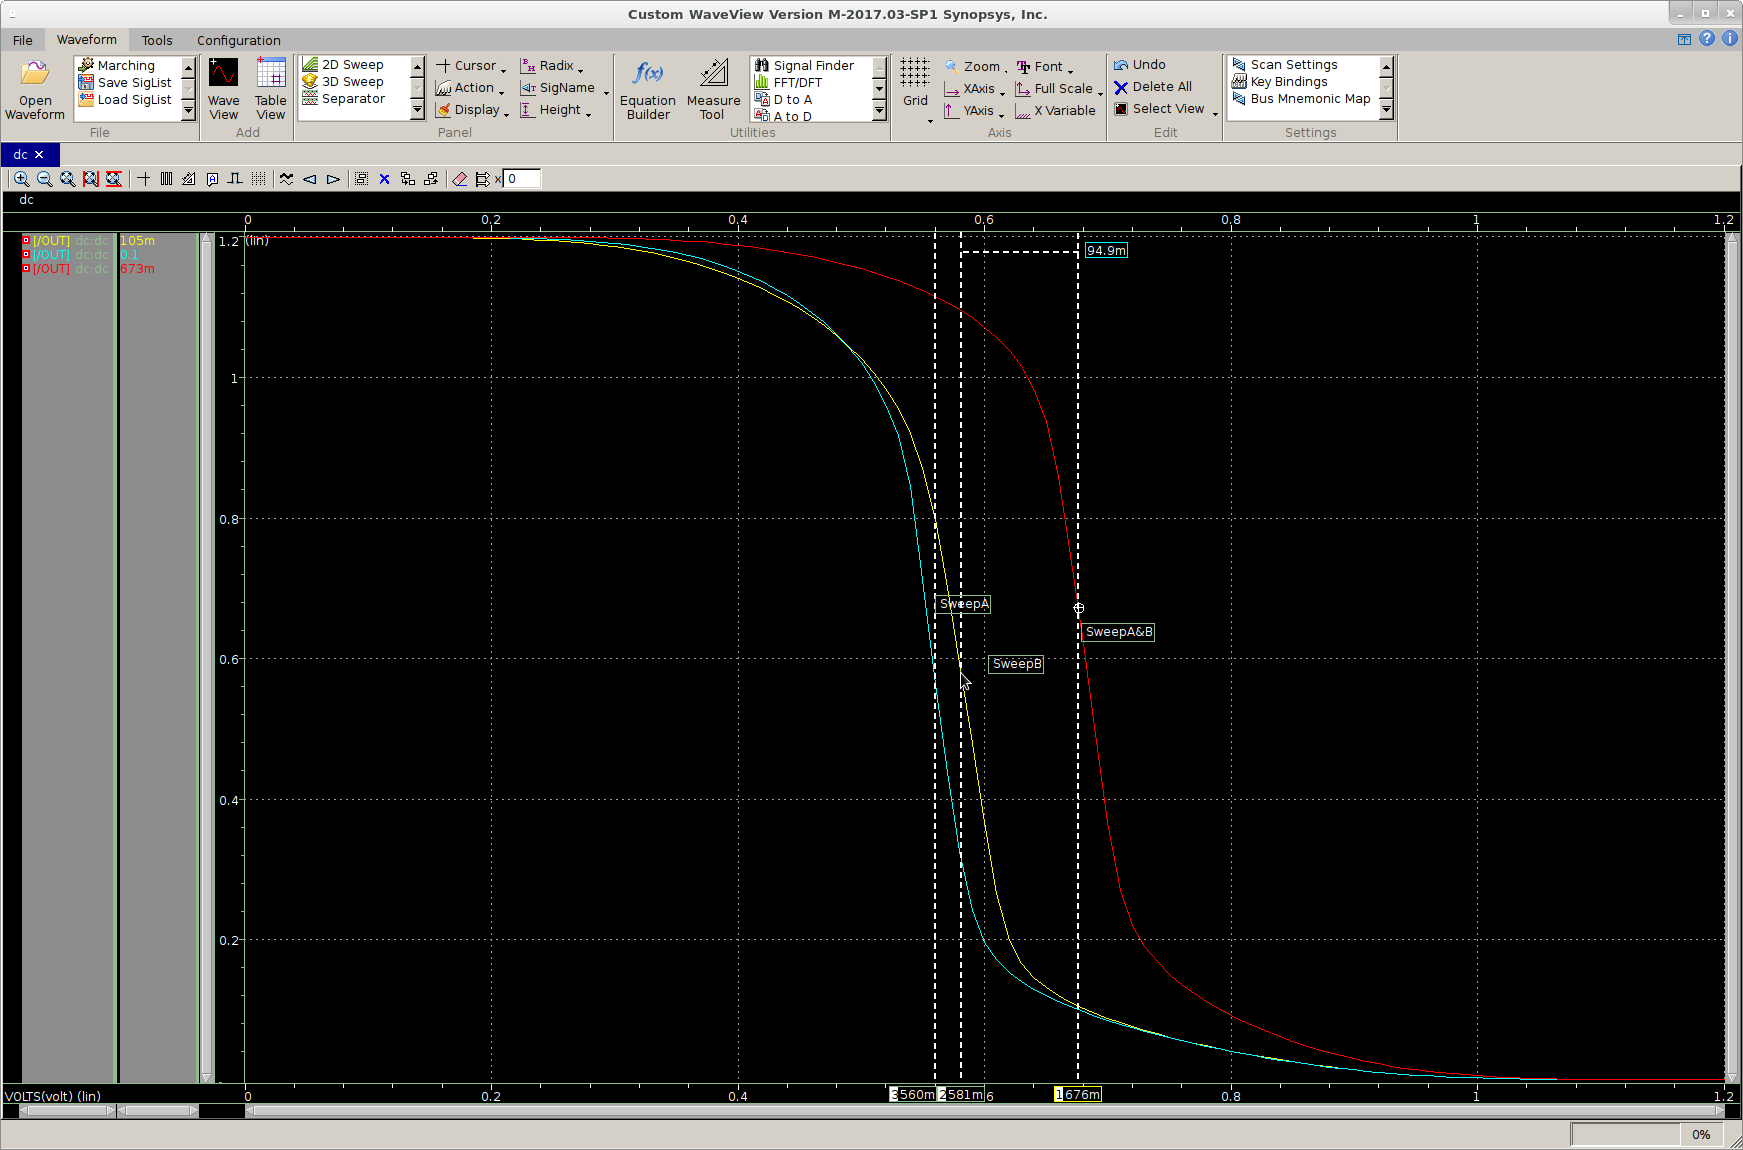 Custom WaveView Version M-2017.03-SP1 Synopsys, Inc.
File Waveform Tools Configuration
Open Waveform
Marching
Save SigList
Load SigList
File
Wave View
Table View
Add
2D Sweep
3D Sweep
Separator
Cursor
Action
Display
Radix
SigName
Height
Panel
Equation Builder
Measure Tool
Signal Finder
FFT/DFT
D to A
A to D
Utilities
Grid
Zoom
XAxis
YAxis
Font
Full Scale
X Variable
Axis
Undo
Delete All
Select View
Edit
Scan Settings
Key Bindings
Bus Mnemonic Map
Settings
dc
x 0
dc
0 0.2 0.4 0.6 0.8 1 1.2
[/OUT] dc:dc 105m
[/OUT] dc:dc 0.1
[/OUT] dc:dc 673m
1.2 (lin)
94.9m
1
0.8
SweepA
SweepA&B
0.6
SweepB
0.4
0.2
VOLTS(volt) (lin)
0.2 0.4 3 560m 2 581m 6 1 676m 0.8 1 1.2
0%